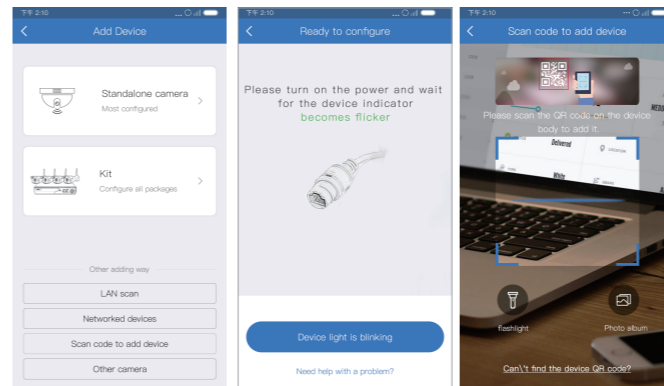 下午 2:10
Add Device
Standalone camera
Most configured
Kit
Configure all packages
Other adding way
LAN scan
Networked devices
Scan code to add device
Other camera
下午 2:10
Ready to configure
Please turn on the power and wait
for the device indicator
becomes flicker
Device light is blinking
Need help with a problem?
下午 2:10
Scan code to add device
Please scan the QR code on the device
body to add it.
Delivered
LOCATION
White
flashlight
Photo album
Can\'t find the device QR code?